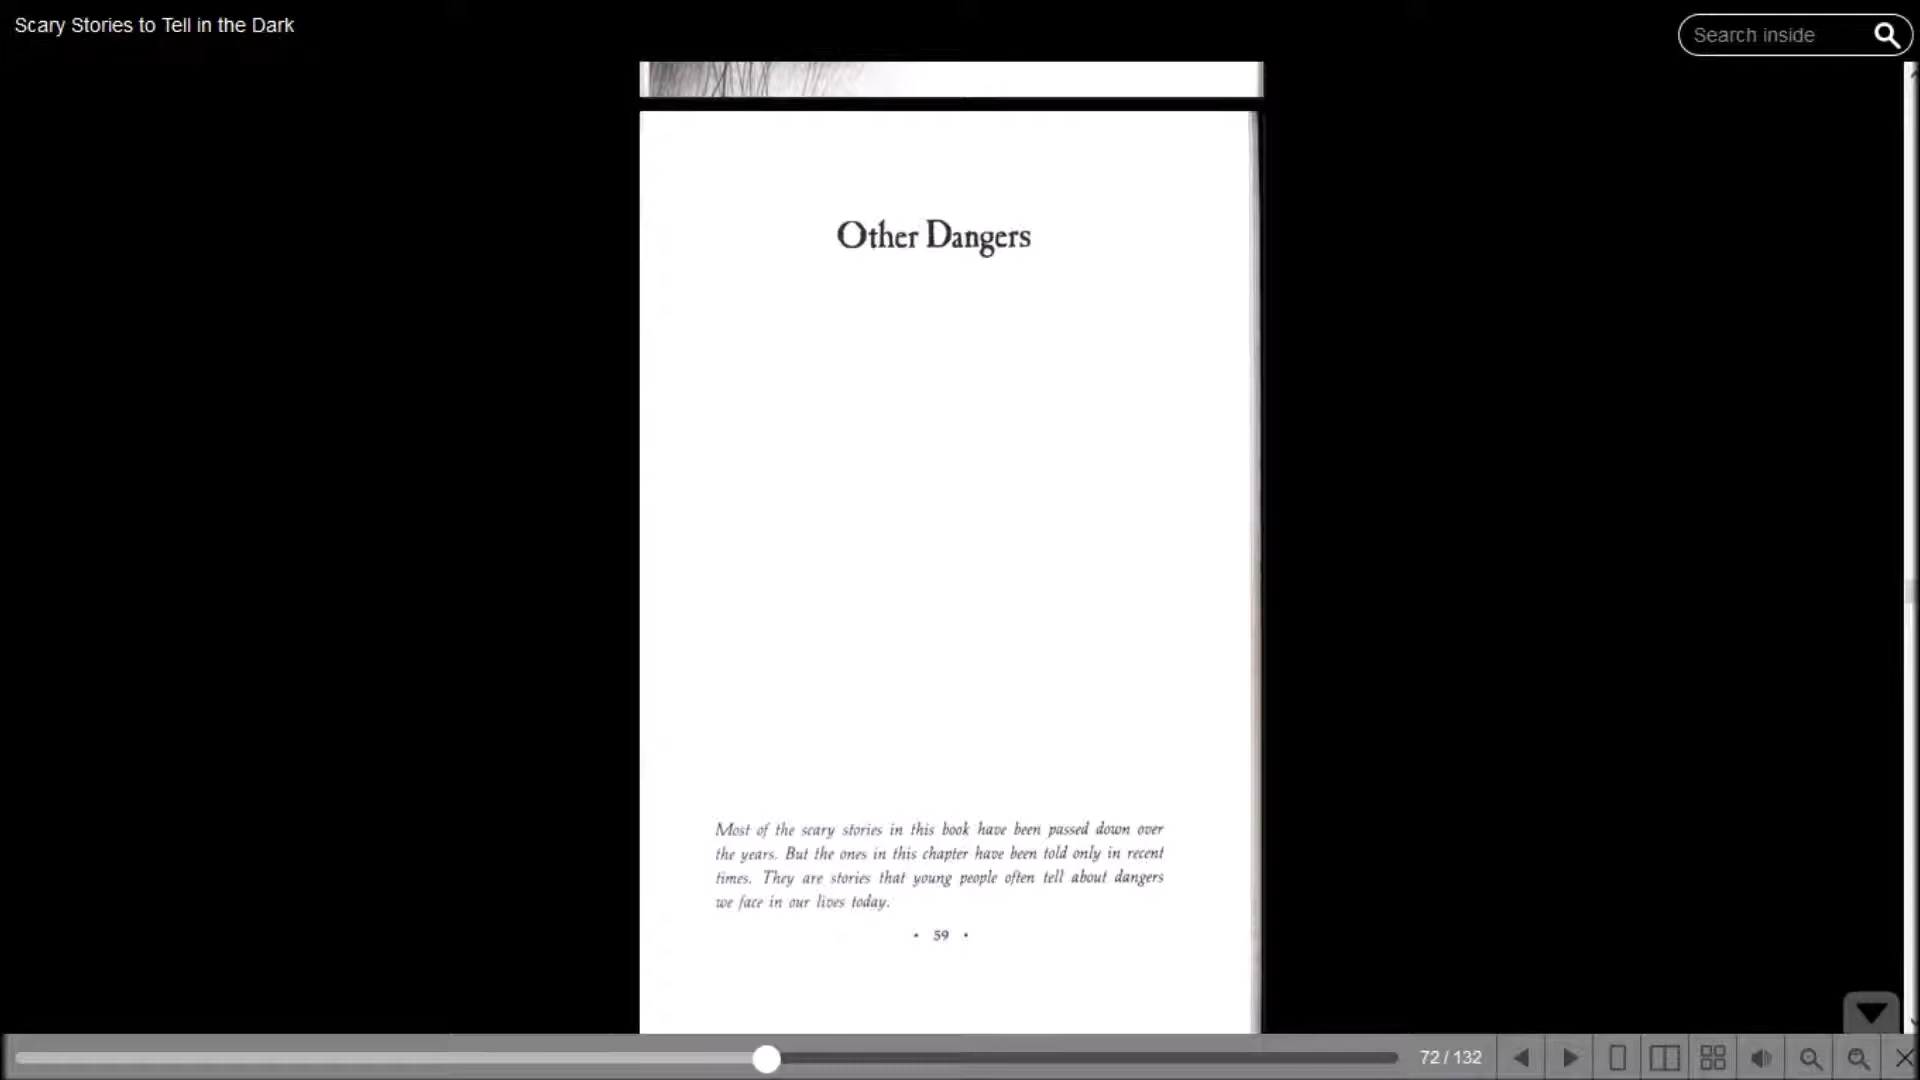 Scary Stories to Tell in the Dark
Search inside
Other Dangers
Most of the scary stories in this book have been passed down over
the years. But the ones in this chapter have been told only in recent
times. They are stories that young people often tell about dangers
we face in our lives today.
• 59 •
72 / 132